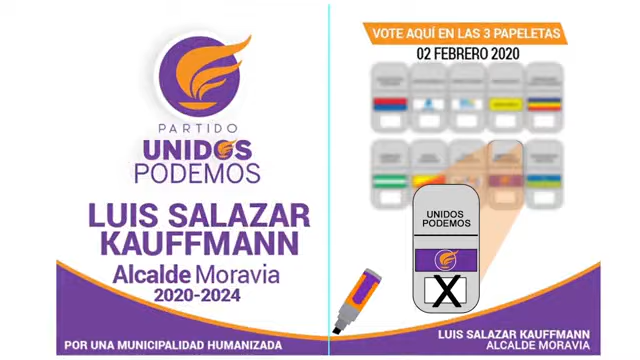 PARTIDO
UNIDOS
PODEMOS
LUIS SALAZAR
KAUFFMANN
Alcalde Moravia
2020-2024
POR UNA MUNICIPALIDAD HUMANIZADA
VOTE AQUÍ EN LAS 3 PAPELETAS
02 FEBRERO 2020
UNIDOS
PODEMOS
X
LUIS SALAZAR KAUFFMANN
ALCALDE MORAVIA